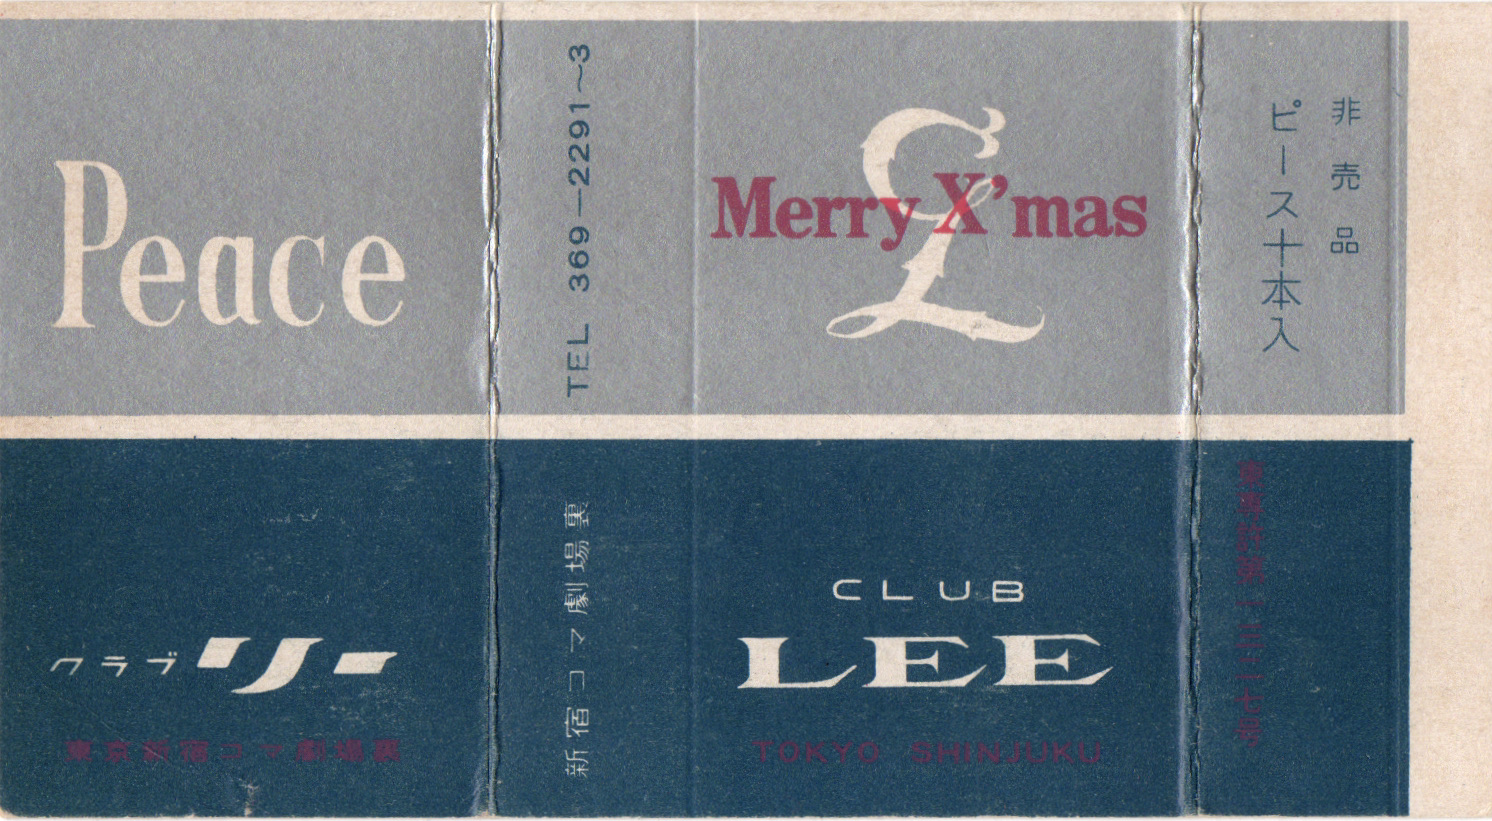 Peace
クラブリー
東京新宿コマ劇場裏
TEL 369-2291~3
新宿コマ劇場裏
£
Merry X'mas
CLUB
LEE
TOKYO SHINJUKU
非売品
ピース十本入